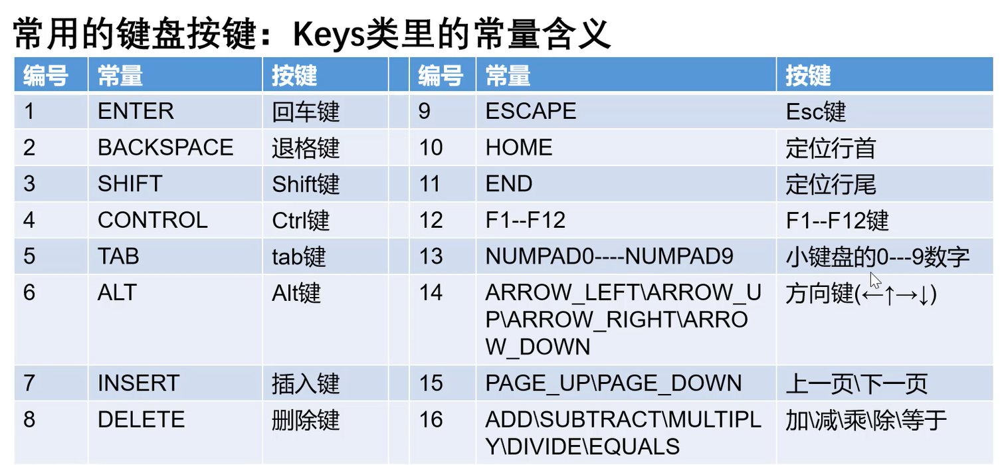 常用的键盘按键：Keys类里的常量含义
编号 常量 按键 编号 常量 按键
1 ENTER 回车键 9 ESCAPE Esc键
2 BACKSPACE 退格键 10 HOME 定位行首
3 SHIFT Shift键 11 END 定位行尾
4 CONTROL Ctrl键 12 F1--F12 F1--F12键
5 TAB tab键 13 NUMPAD0----NUMPAD9 小键盘的0---9数字
6 ALT Alt键 14 ARROW_LEFT\ARROW_U 方向键(←↑→↓)
P\ARROW_RIGHT\ARRO
W_DOWN
7 INSERT 插入键 15 PAGE_UP\PAGE_DOWN 上一页\下一页
8 DELETE 删除键 16 ADD\SUBTRACT\MULTIPL 加\减\乘\除\等于
Y\DIVIDE\EQUALS